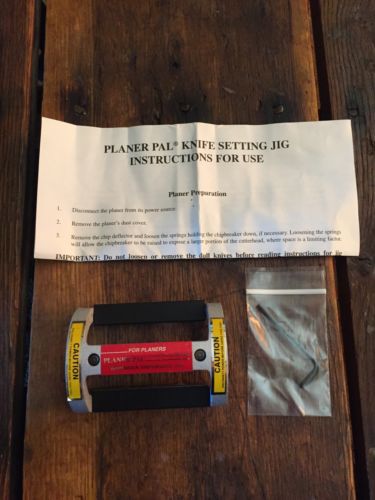 PLANER PAL® KNIFE SETTING JIG
INSTRUCTIONS FOR USE
Planer Preparation
1. Disconnect the planer from its power source
2. Remove the planer's dust cover.
3. Remove the chip deflector and loosen the springs holding the chipbreaker down, if necessary. Loosening the springs
will allow the chipbreaker to be raised to expose a larger portion of the cutterhead, where space is a limiting factor.
IMPORTANT: Do not loosen or remove the dull knives before reading instructions for jig
CAUTION
FOR PLANERS
PLANER PAL
CAUTION